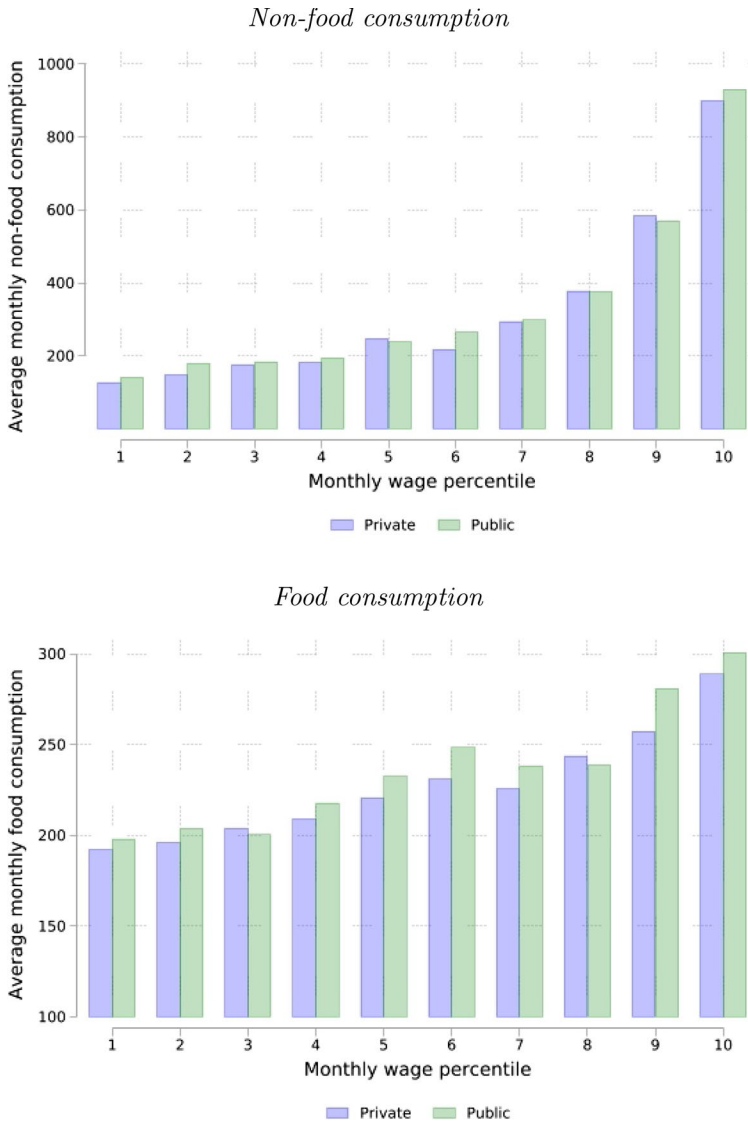 Non-food consumption
Average monthly non-food consumption
1000
800
600
400
200
1 2 3 4 5 6 7 8 9 10
Monthly wage percentile
Private Public
Food consumption
Average monthly food consumption
300
250
200
150
100
1 2 3 4 5 6 7 8 9 10
Monthly wage percentile
Private Public